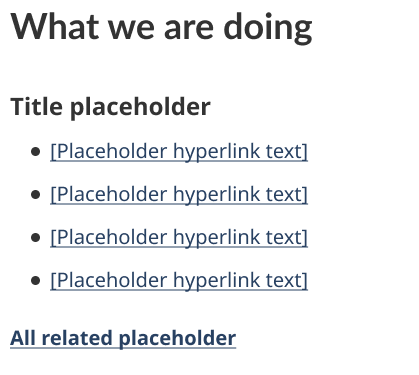 What we are doing
Title placeholder
[Placeholder hyperlink text]
[Placeholder hyperlink text]
[Placeholder hyperlink text]
[Placeholder hyperlink text]
All related placeholder